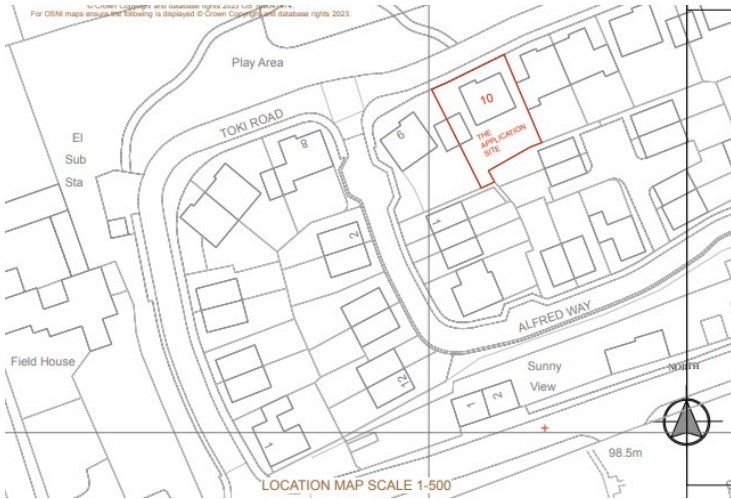 For OSNI maps ensure the following is displayed © Crown Copyright and database rights 2023.
Play Area
TOKI ROAD
El
Sub
Sta
8
9
10
THE
APPLICATION
SITE
2
1
ALFRED WAY
Field House
12
1
Sunny
View
1
2
NORTH
98.5m
LOCATION MAP SCALE 1-500